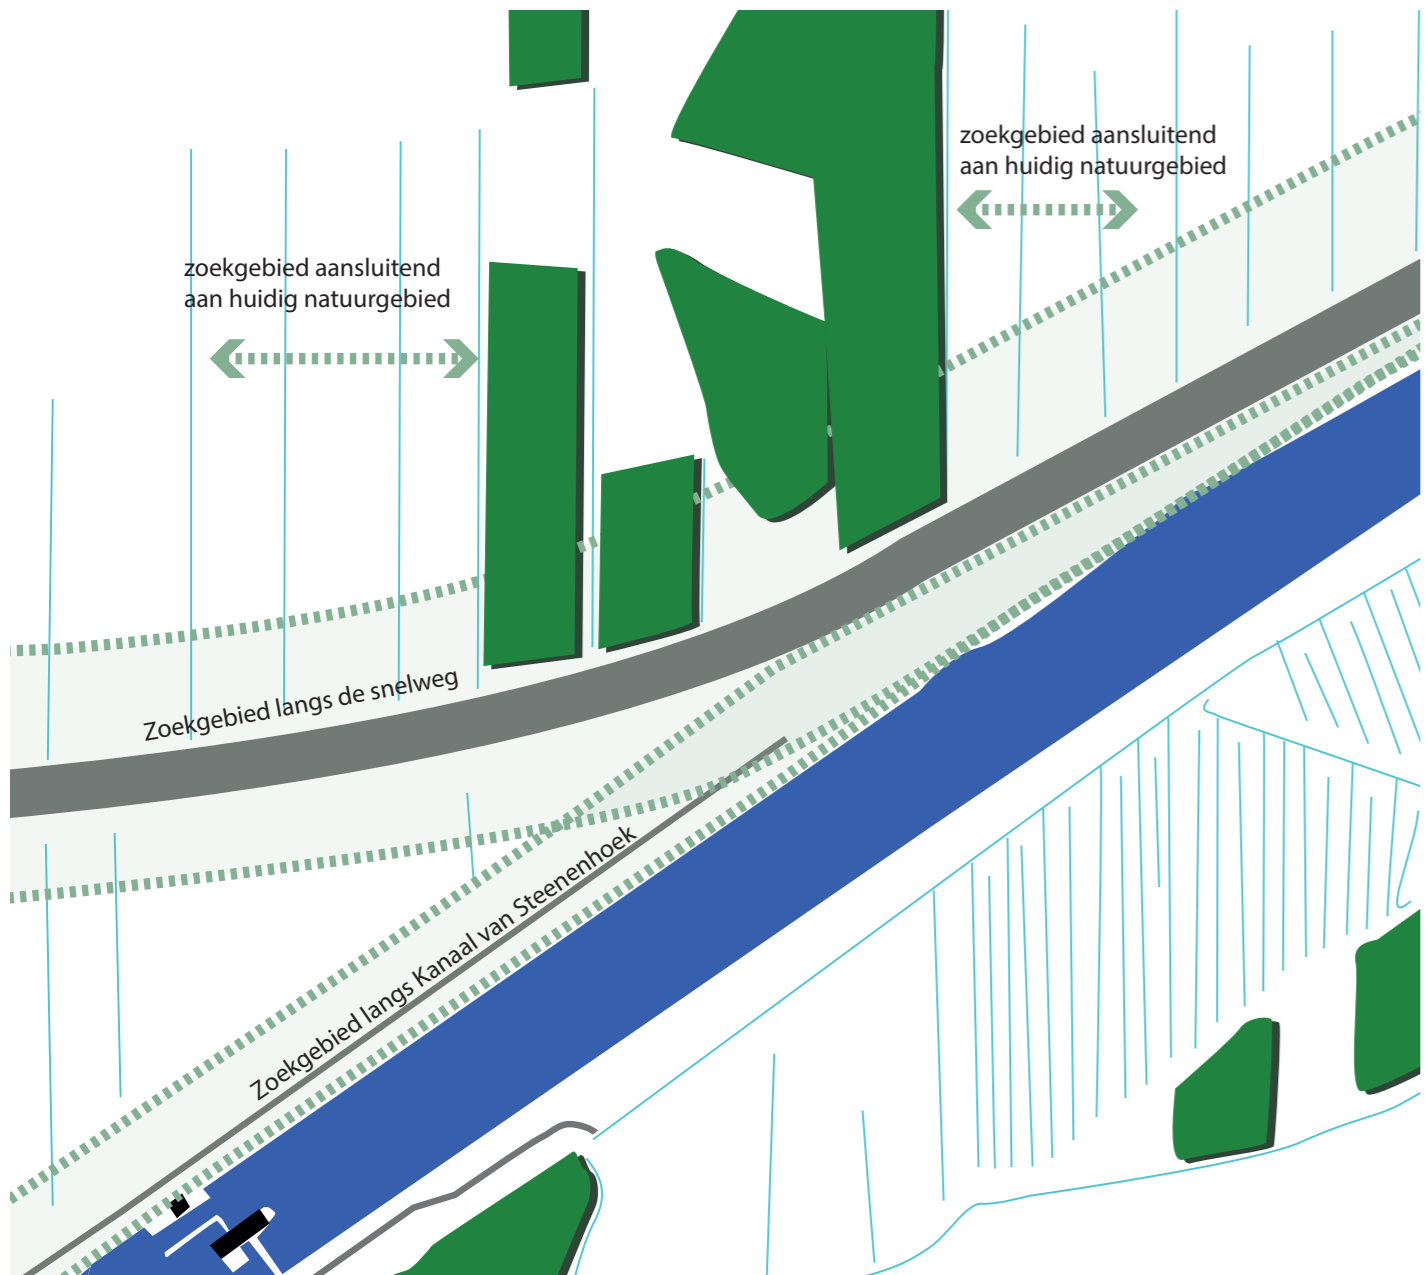 zoekgebied aansluitend
aan huidig natuurgebied
zoekgebied aansluitend
aan huidig natuurgebied
Zoekgebied langs de snelweg
Zoekgebied langs Kanaal van Steenenhoek